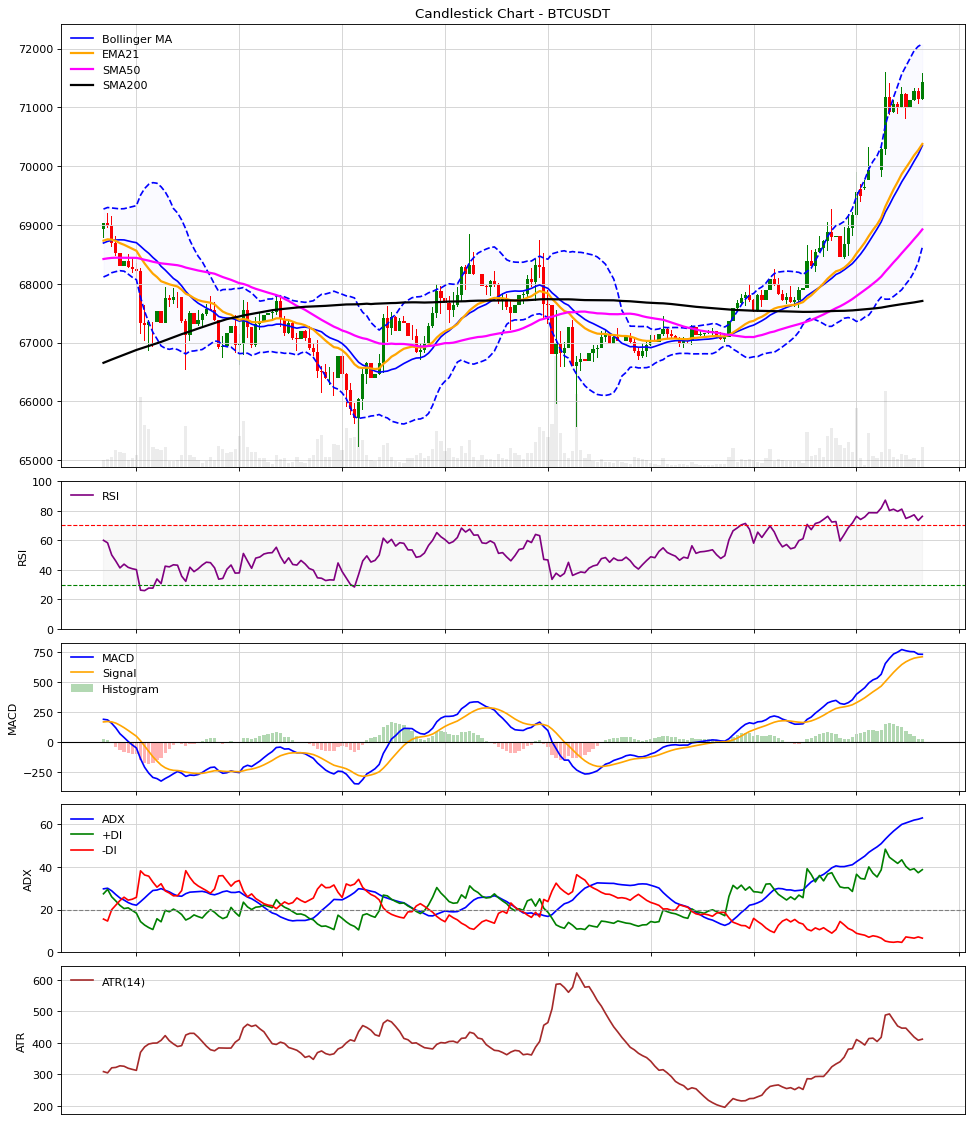 Candlestick Chart - BTCUSDT
Bollinger MA
EMA21
SMA50
SMA200
72000
71000
70000
69000
68000
67000
66000
65000
RSI
RSI
100
80
60
40
20
0
MACD
Signal
Histogram
MACD
750
500
250
0
−250
ADX
+DI
-DI
ADX
60
40
20
0
ATR(14)
ATR
600
500
400
300
200